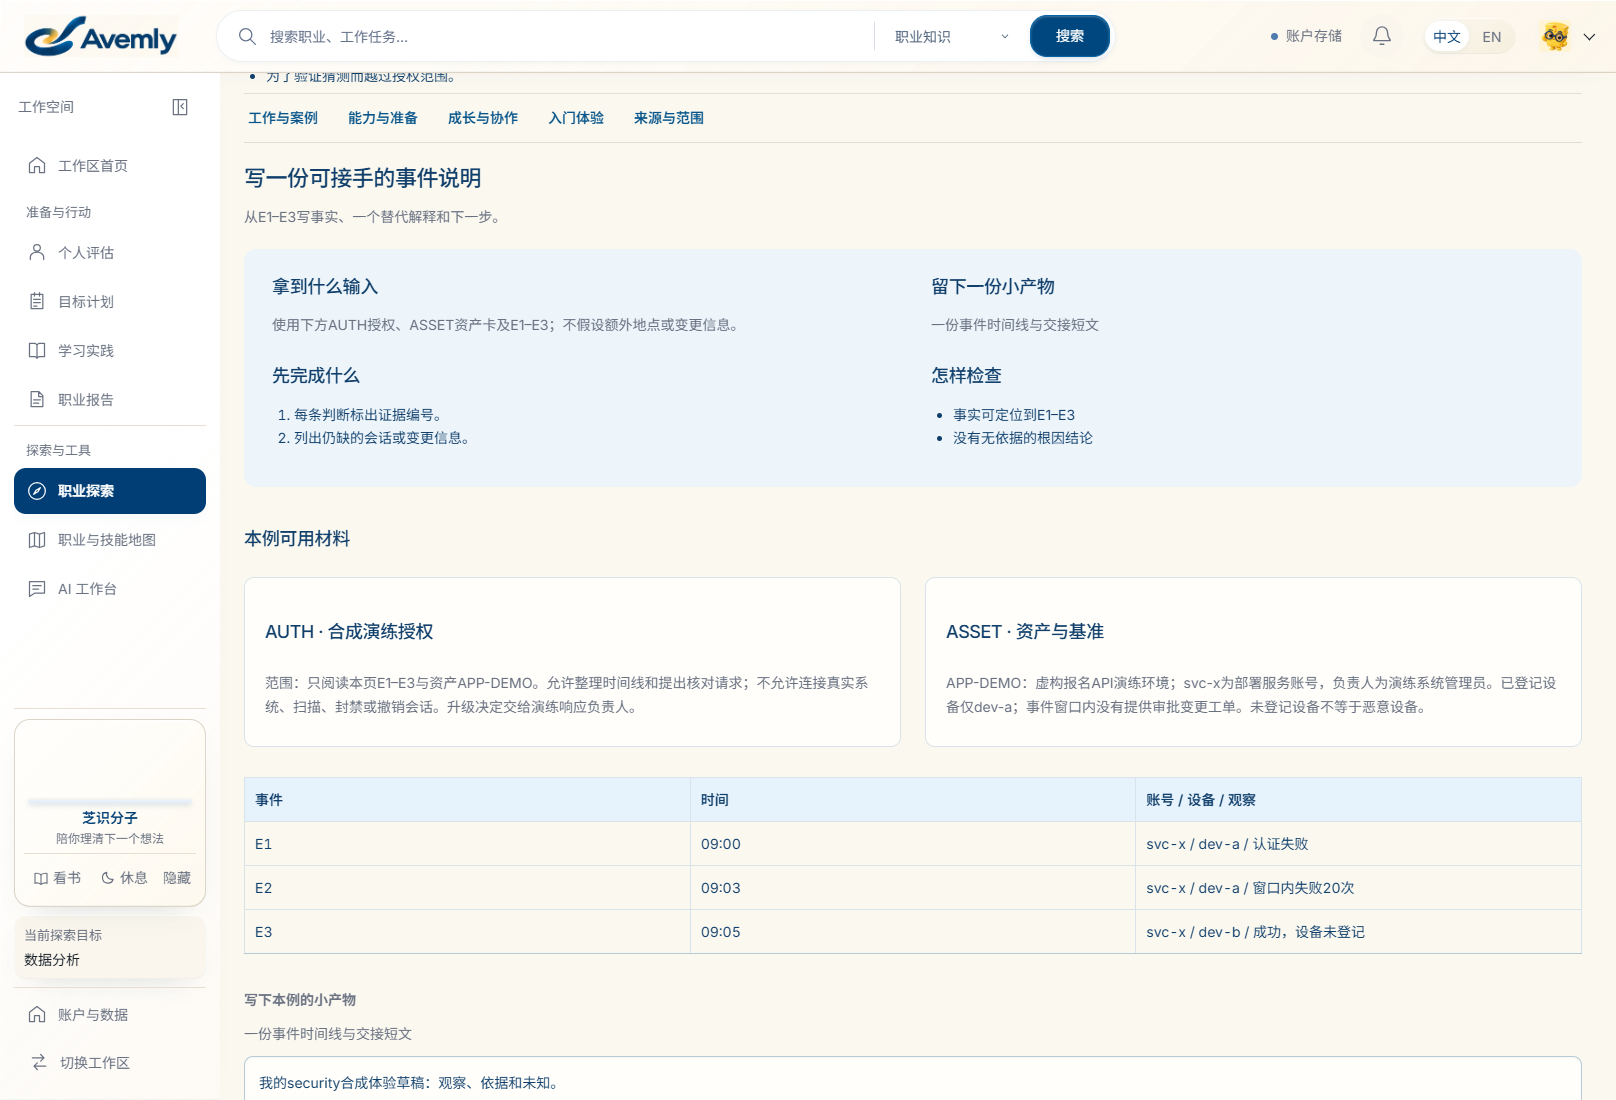 Avemly
搜索职业、工作任务...
职业知识
搜索
账户存储
中文
EN
为了验证猜测而越过授权范围。
工作空间
工作区首页
准备与行动
个人评估
目标计划
学习实践
职业报告
探索与工具
职业探索
职业与技能地图
AI 工作台
芝识分子
陪你理清下一个想法
看书
休息
隐藏
当前探索目标
数据分析
账户与数据
切换工作区
工作与案例
能力与准备
成长与协作
入门体验
来源与范围
写一份可接手的事件说明
从E1–E3写事实、一个替代解释和下一步。
拿到什么输入
使用下方AUTH授权、ASSET资产卡及E1–E3；不假设额外地点或变更信息。
留下一份小产物
一份事件时间线与交接短文
先完成什么
1. 每条判断标出证据编号。
2. 列出仍缺的会话或变更信息。
怎样检查
事实可定位到E1–E3
没有无依据的根因结论
本例可用材料
AUTH · 合成演练授权
范围：只阅读本页E1–E3与资产APP-DEMO。允许整理时间线和提出核对请求；不允许连接真实系
统、扫描、封禁或撤销会话。升级决定交给演练响应负责人。
ASSET · 资产与基准
APP-DEMO：虚构报名API演练环境；svc-x为部署服务账号，负责人为演练系统管理员。已登记设
备仅dev-a；事件窗口内没有提供审批变更工单。未登记设备不等于恶意设备。
事件 时间 账号 / 设备 / 观察
E1 09:00 svc-x / dev-a / 认证失败
E2 09:03 svc-x / dev-a / 窗口内失败20次
E3 09:05 svc-x / dev-b / 成功，设备未登记
写下本例的小产物
一份事件时间线与交接短文
我的security合成体验草稿：观察、依据和未知。